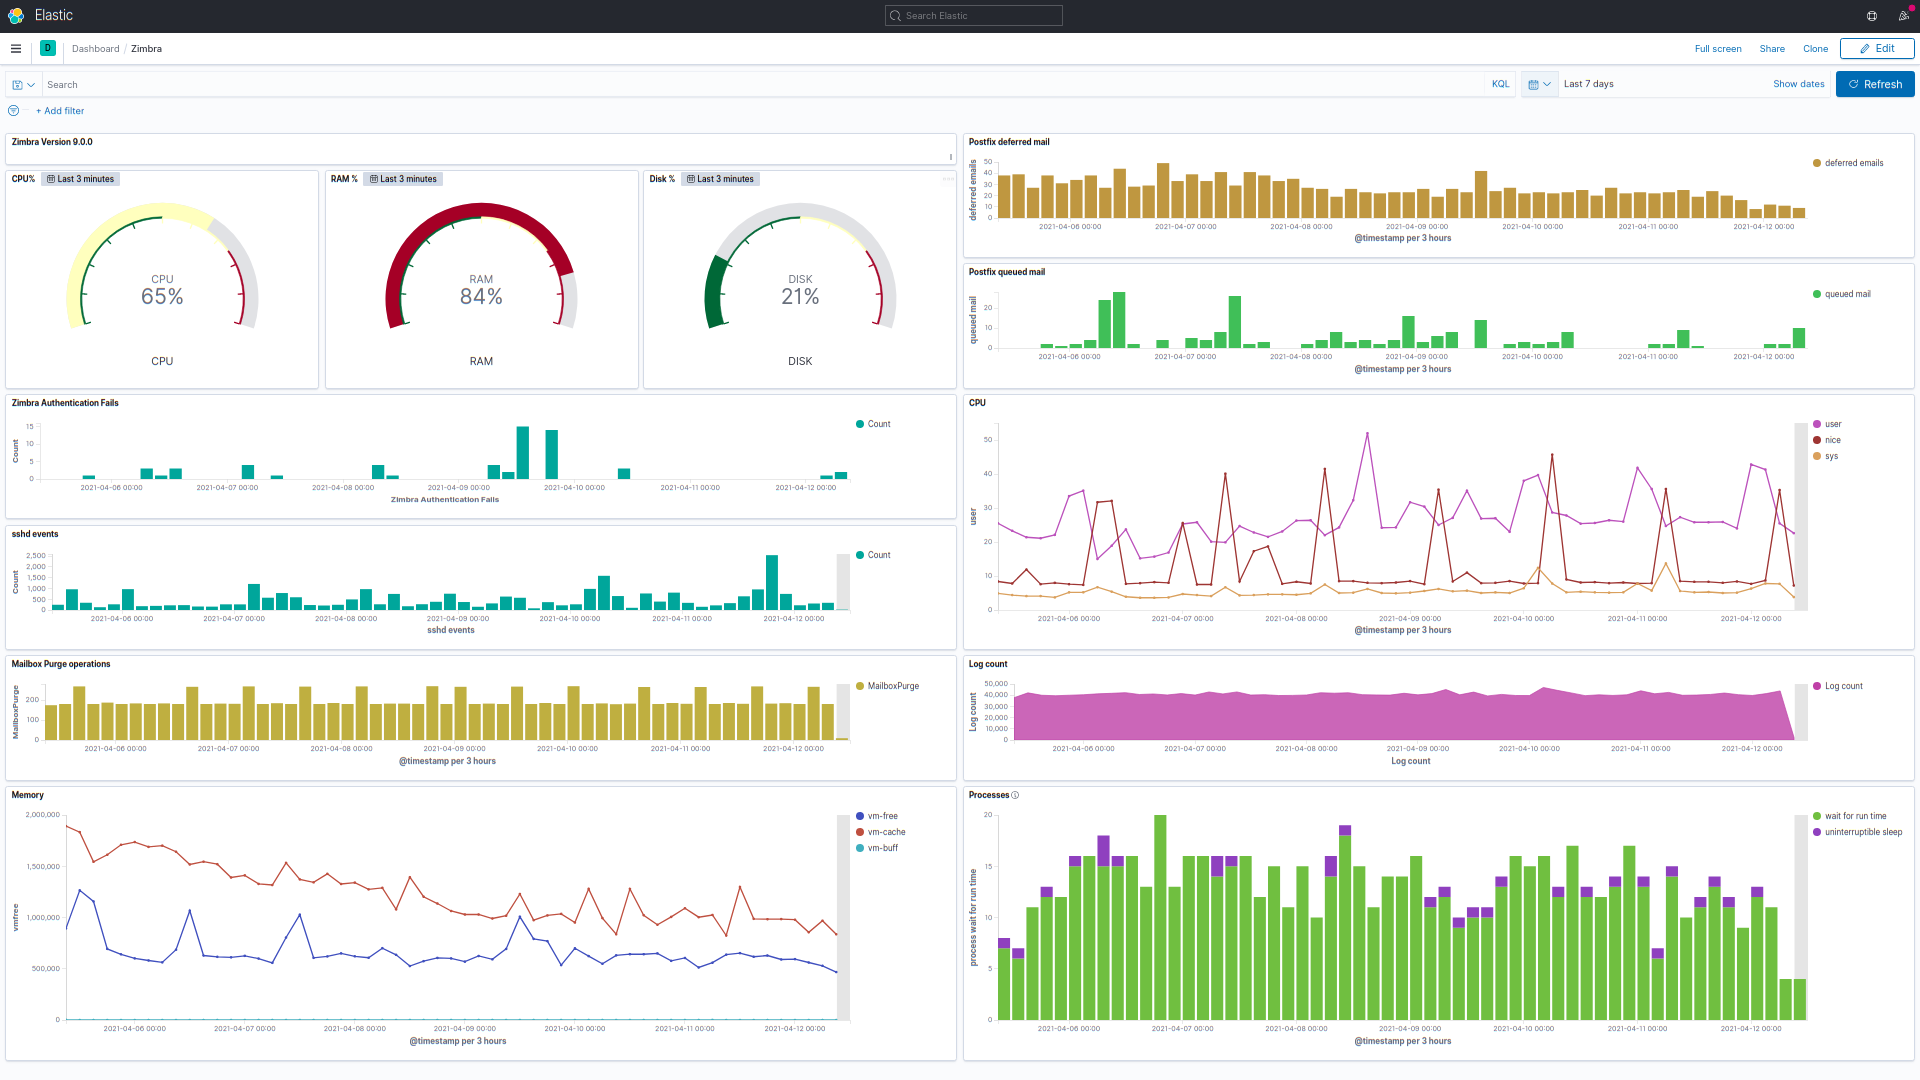 Elastic
Search Elastic
D
Dashboard / Zimbra
Full screen
Share
Clone
Edit
Search
KQL
Last 7 days
Show dates
Refresh
+ Add filter
Zimbra Version 9.0.0
CPU%
Last 3 minutes
CPU
65%
CPU
RAM %
Last 3 minutes
RAM
84%
RAM
Disk %
Last 3 minutes
DISK
21%
DISK
Postfix deferred mail
deferred emails
50
40
30
20
10
0
2021-04-06 00:00
2021-04-07 00:00
2021-04-08 00:00
2021-04-09 00:00
2021-04-10 00:00
2021-04-11 00:00
2021-04-12 00:00
@timestamp per 3 hours
deferred emails
Postfix queued mail
queued mail
20
10
0
2021-04-06 00:00
2021-04-07 00:00
2021-04-08 00:00
2021-04-09 00:00
2021-04-10 00:00
2021-04-11 00:00
2021-04-12 00:00
@timestamp per 3 hours
queued mail
Zimbra Authentication Fails
Count
15
10
5
0
2021-04-06 00:00
2021-04-07 00:00
2021-04-08 00:00
2021-04-09 00:00
2021-04-10 00:00
2021-04-11 00:00
2021-04-12 00:00
Zimbra Authentication Fails
Count
CPU
user
50
40
30
20
10
0
2021-04-06 00:00
2021-04-07 00:00
2021-04-08 00:00
2021-04-09 00:00
2021-04-10 00:00
2021-04-11 00:00
2021-04-12 00:00
@timestamp per 3 hours
user
nice
sys
sshd events
Count
2,500
2,000
1,500
1,000
500
0
2021-04-06 00:00
2021-04-07 00:00
2021-04-08 00:00
2021-04-09 00:00
2021-04-10 00:00
2021-04-11 00:00
2021-04-12 00:00
sshd events
Count
Mailbox Purge operations
MailboxPurge
200
100
0
2021-04-06 00:00
2021-04-07 00:00
2021-04-08 00:00
2021-04-09 00:00
2021-04-10 00:00
2021-04-11 00:00
2021-04-12 00:00
@timestamp per 3 hours
MailboxPurge
Log count
Log count
50,000
40,000
30,000
20,000
10,000
0
2021-04-06 00:00
2021-04-07 00:00
2021-04-08 00:00
2021-04-09 00:00
2021-04-10 00:00
2021-04-11 00:00
2021-04-12 00:00
Log count
Log count
Memory
vmfree
2,000,000
1,500,000
1,000,000
500,000
0
2021-04-06 00:00
2021-04-07 00:00
2021-04-08 00:00
2021-04-09 00:00
2021-04-10 00:00
2021-04-11 00:00
2021-04-12 00:00
@timestamp per 3 hours
vm-free
vm-cache
vm-buff
Processes
process wait for run time
20
15
10
5
0
2021-04-06 00:00
2021-04-07 00:00
2021-04-08 00:00
2021-04-09 00:00
2021-04-10 00:00
2021-04-11 00:00
2021-04-12 00:00
@timestamp per 3 hours
wait for run time
uninterruptible sleep